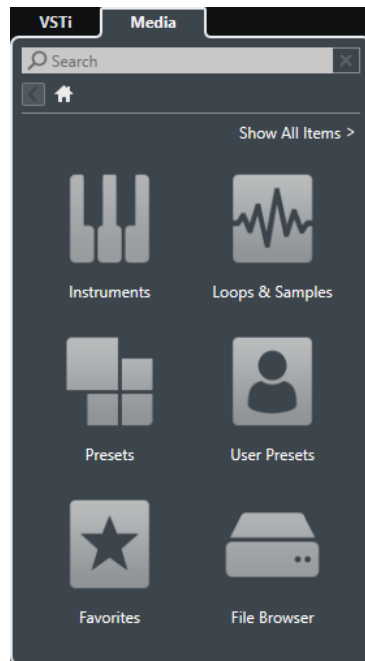 VSTi Media
Search
Show All Items >
Instruments Loops & Samples
Presets User Presets
Favorites File Browser